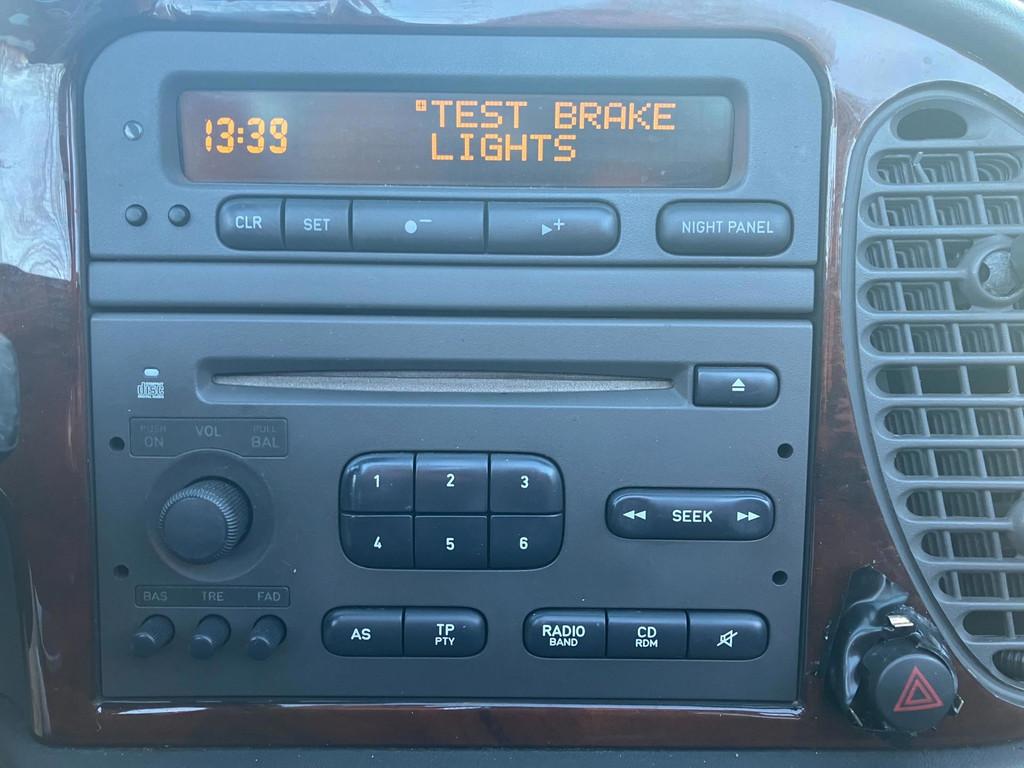 13:39
TEST BRAKE
LIGHTS
CLR
SET
−
+
NIGHT PANEL
disc
PUSH
ON
VOL
PULL
BAL
1
2
3
4
5
6
SEEK
BAS
TRE
FAD
AS
TP
PTY
RADIO
BAND
CD
RDM